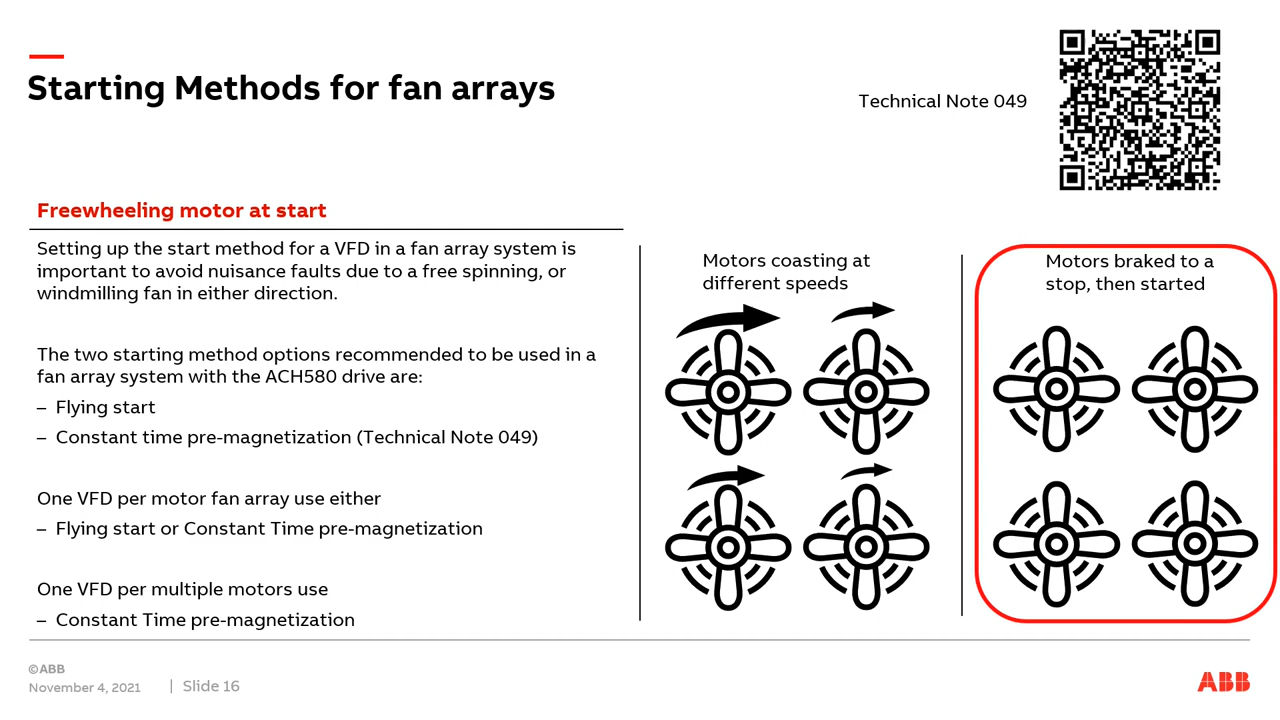 Starting Methods for fan arrays
Technical Note 049
Freewheeling motor at start
Setting up the start method for a VFD in a fan array system is
important to avoid nuisance faults due to a free spinning, or
windmilling fan in either direction.
The two starting method options recommended to be used in a
fan array system with the ACH580 drive are:
– Flying start
– Constant time pre-magnetization (Technical Note 049)
One VFD per motor fan array use either
– Flying start or Constant Time pre-magnetization
One VFD per multiple motors use
– Constant Time pre-magnetization
Motors coasting at
different speeds
Motors braked to a
stop, then started
©ABB
November 4, 2021 | Slide 16
ABB